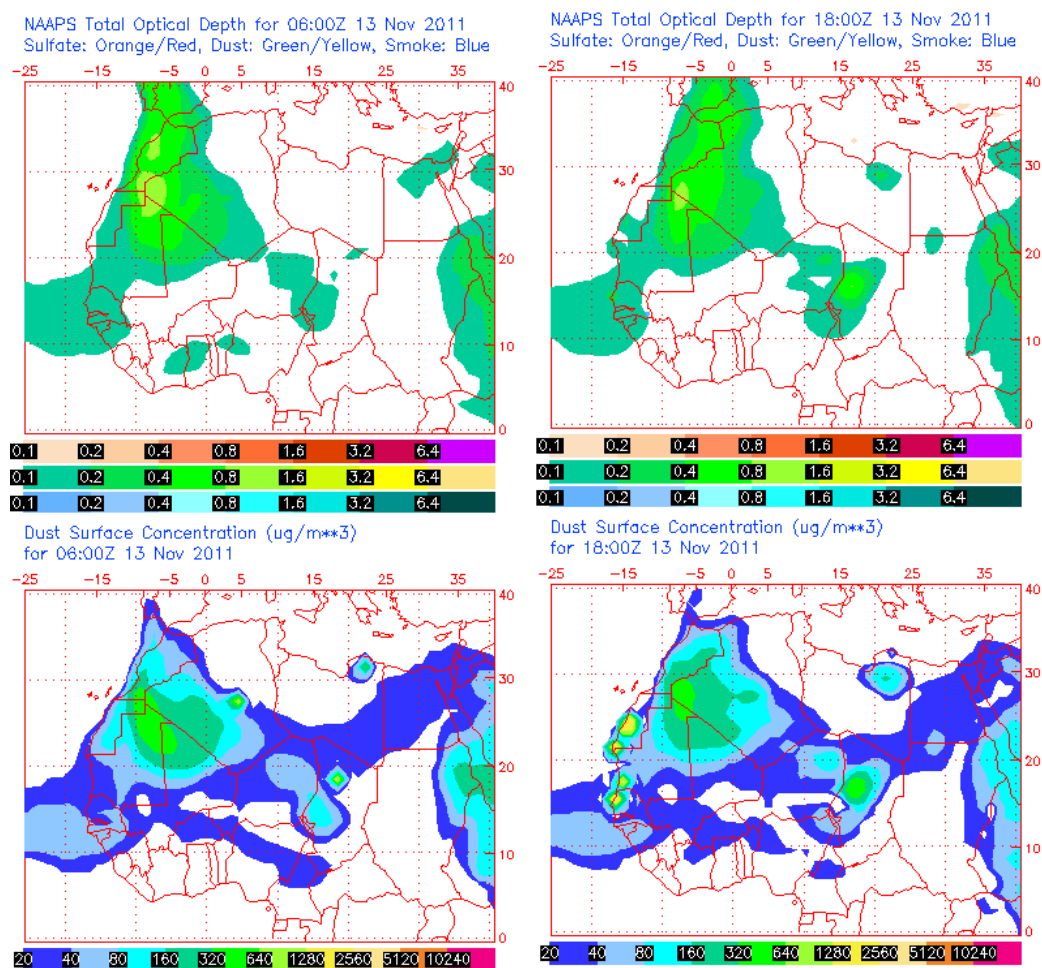 NAAPS Total Optical Depth for 06:00Z 13 Nov 2011
Sulfate: Orange/Red, Dust: Green/Yellow, Smoke: Blue
-25 -15 -5 0 5 15 25 35
40
30
20
10
0
0.1 0.2 0.4 0.8 1.6 3.2 6.4
0.1 0.2 0.4 0.8 1.6 3.2 6.4
0.1 0.2 0.4 0.8 1.6 3.2 6.4
NAAPS Total Optical Depth for 18:00Z 13 Nov 2011
Sulfate: Orange/Red, Dust: Green/Yellow, Smoke: Blue
-25 -15 -5 0 5 15 25 35
40
30
20
10
0
0.1 0.2 0.4 0.8 1.6 3.2 6.4
0.1 0.2 0.4 0.8 1.6 3.2 6.4
0.1 0.2 0.4 0.8 1.6 3.2 6.4
Dust Surface Concentration (ug/m**3)
for 06:00Z 13 Nov 2011
-25 -15 -5 0 5 15 25 35
40
30
20
10
0
20 40 80 160 320 640 1280 2560 5120 10240
Dust Surface Concentration (ug/m**3)
for 18:00Z 13 Nov 2011
-25 -15 -5 0 5 15 25 35
40
30
20
10
0
20 40 80 160 320 640 1280 2560 5120 10240